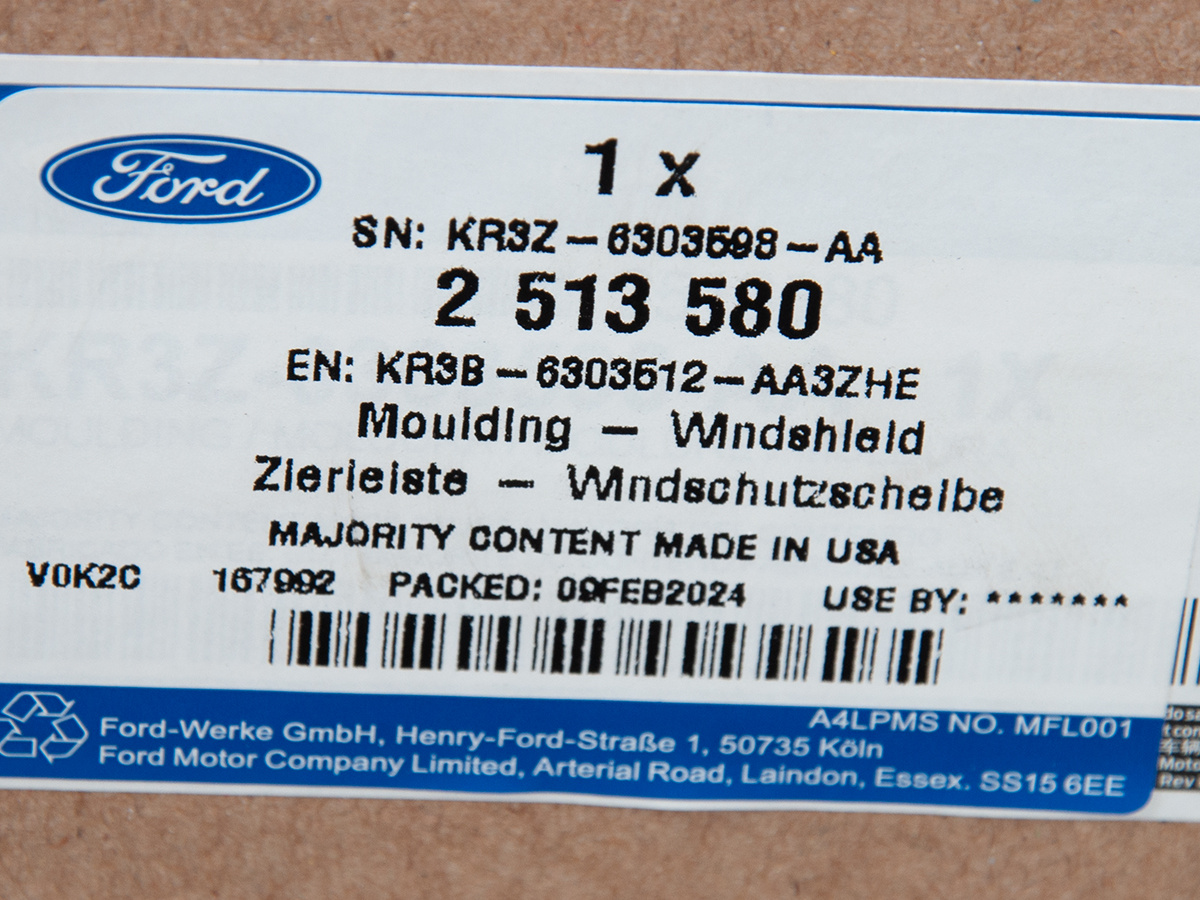 Ford
1 x
SN: KR3Z – 6303598 – AA
2 513 580
EN: KR3B – 6303512 – AA3ZHE
Moulding – Windshield
Zierleiste – Windschutzscheibe
MAJORITY CONTENT MADE IN USA
V0K2C 167992 PACKED: 09FEB2024 USE BY: *******
A4LPMS NO. MFL001
Ford-Werke GmbH, Henry-Ford-Straße 1, 50735 Köln
Ford Motor Company Limited, Arterial Road, Laindon, Essex. SS15 6EE